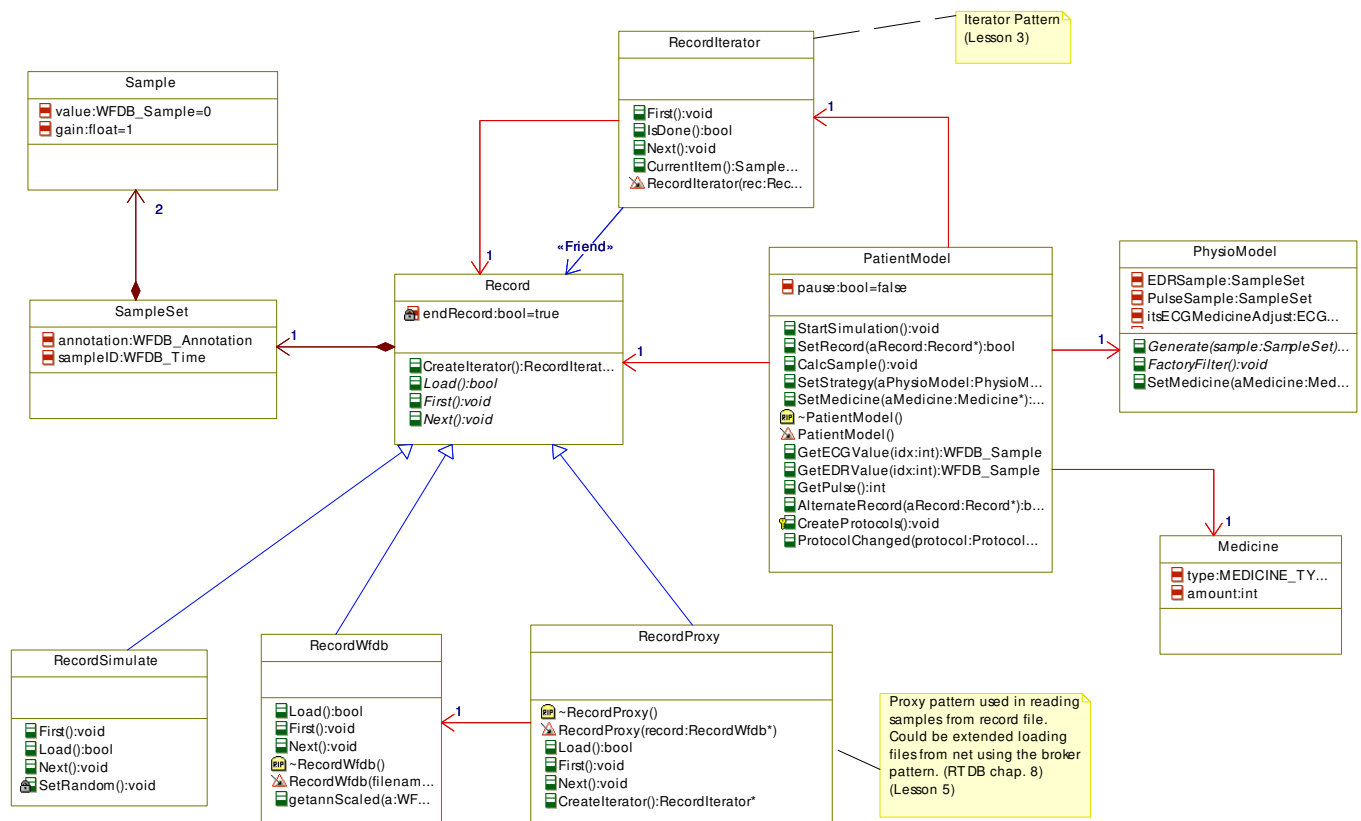 Iterator Pattern
(Lesson 3)
RecordIterator
First():void
IsDone():bool
Next():void
CurrentItem():Sample...
RecordIterator(rec:Rec...
Sample
value:WFDB_Sample=0
gain:float=1
2
1
1
«Friend»
SampleSet
annotation:WFDB_Annotation
sampleID:WFDB_Time
1
Record
endRecord:bool=true
CreateIterator():RecordIterat...
Load():bool
First():void
Next():void
1
PatientModel
pause:bool=false
StartSimulation():void
SetRecord(aRecord:Record*):bool
CalcSample():void
SetStrategy(aPhysioModel:PhysioM...
SetMedicine(aMedicine:Medicine*):...
RIP ~PatientModel()
PatientModel()
GetECGValue(idx:int):WFDB_Sample
GetEDRValue(idx:int):WFDB_Sample
GetPulse():int
AlternateRecord(aRecord:Record*):b...
CreateProtocols():void
ProtocolChanged(protocol:Protocol...
1
PhysioModel
EDRSample:SampleSet
PulseSample:SampleSet
itsECGMedicineAdjust:ECG...
Generate(sample:SampleSet)...
FactoryFilter():void
SetMedicine(aMedicine:Med...
1
Medicine
type:MEDICINE_TY...
amount:int
RecordSimulate
First():void
Load():bool
Next():void
SetRandom():void
RecordWfdb
Load():bool
First():void
Next():void
RIP ~RecordWfdb()
RecordWfdb(filenam...
getannScaled(a:WF...
1
RecordProxy
RIP ~RecordProxy()
RecordProxy(record:RecordWfdb*)
Load():bool
First():void
Next():void
CreateIterator():RecordIterator*
Proxy pattern used in reading
samples from record file.
Could be extended loading
files from net using the broker
pattern. (RTDB chap. 8)
(Lesson 5)